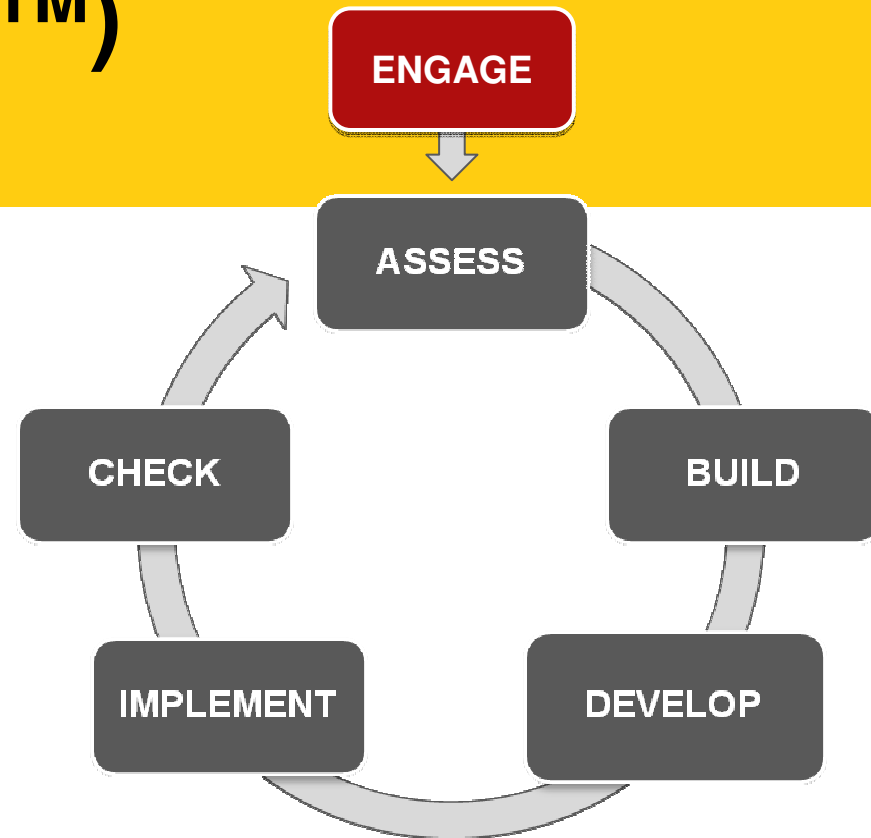 TM)
ENGAGE
ASSESS
BUILD
DEVELOP
IMPLEMENT
CHECK